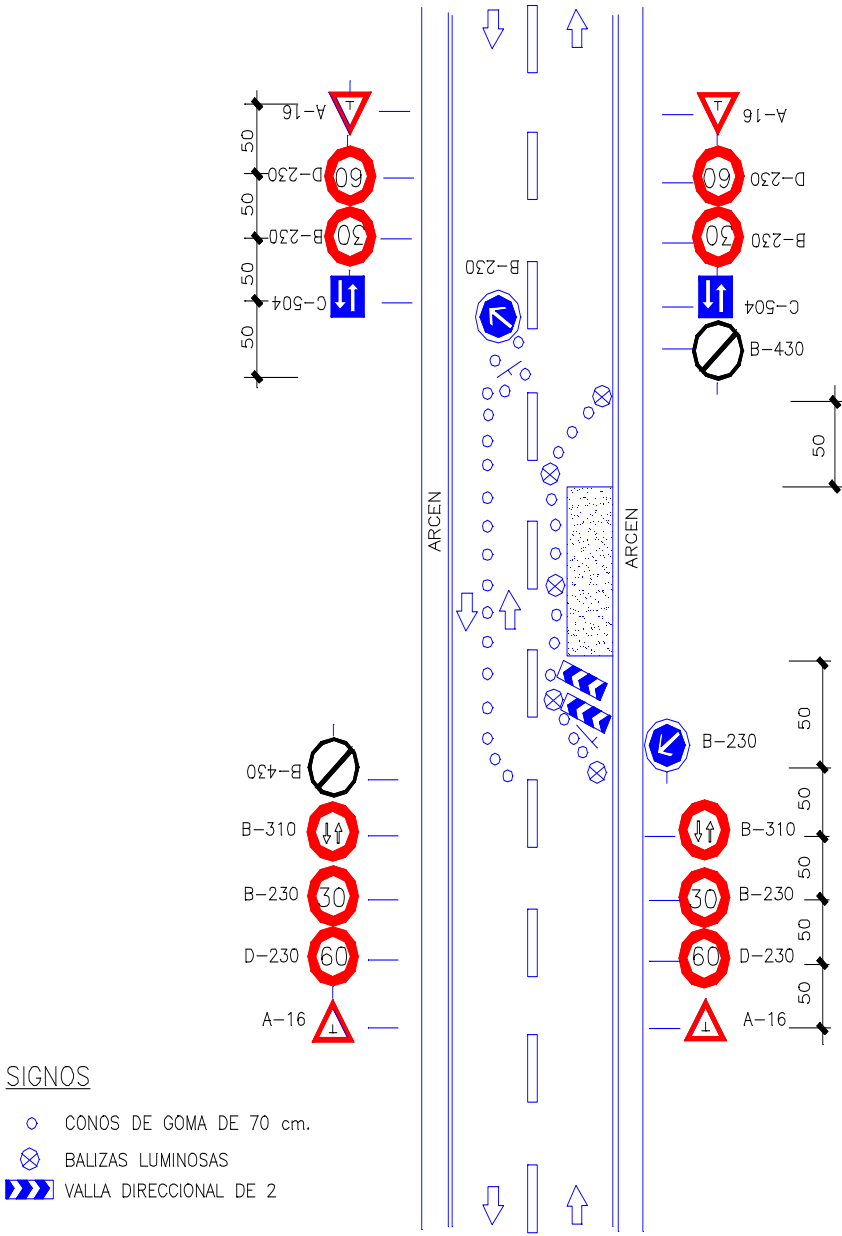 A-16
50
D-230
60
50
B-230
30
50
C-504
50
A-16
D-230
60
B-230
30
C-504
B-430
B-230
50
ARCEN
ARCEN
50
B-230
50
B-430
B-310
B-310
50
B-230
30
30
B-230
50
D-230
60
60
D-230
50
A-16
A-16
SIGNOS
CONOS DE GOMA DE 70 cm.
BALIZAS LUMINOSAS
VALLA DIRECCIONAL DE 2